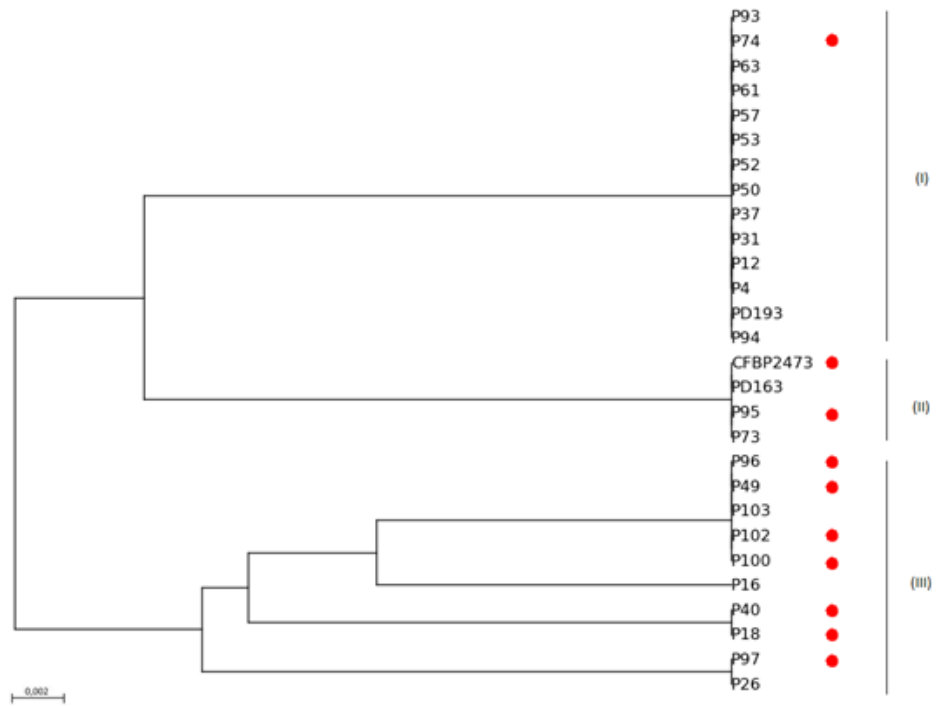 P93
P74
P63
P61
P57
P53
P52
(I)
P50
P37
P31
P12
P4
PD193
P94
CFBP2473
PD163
(II)
P95
P73
P96
P49
P103
P102
P100
(III)
P16
P40
P18
P97
P26
0,002